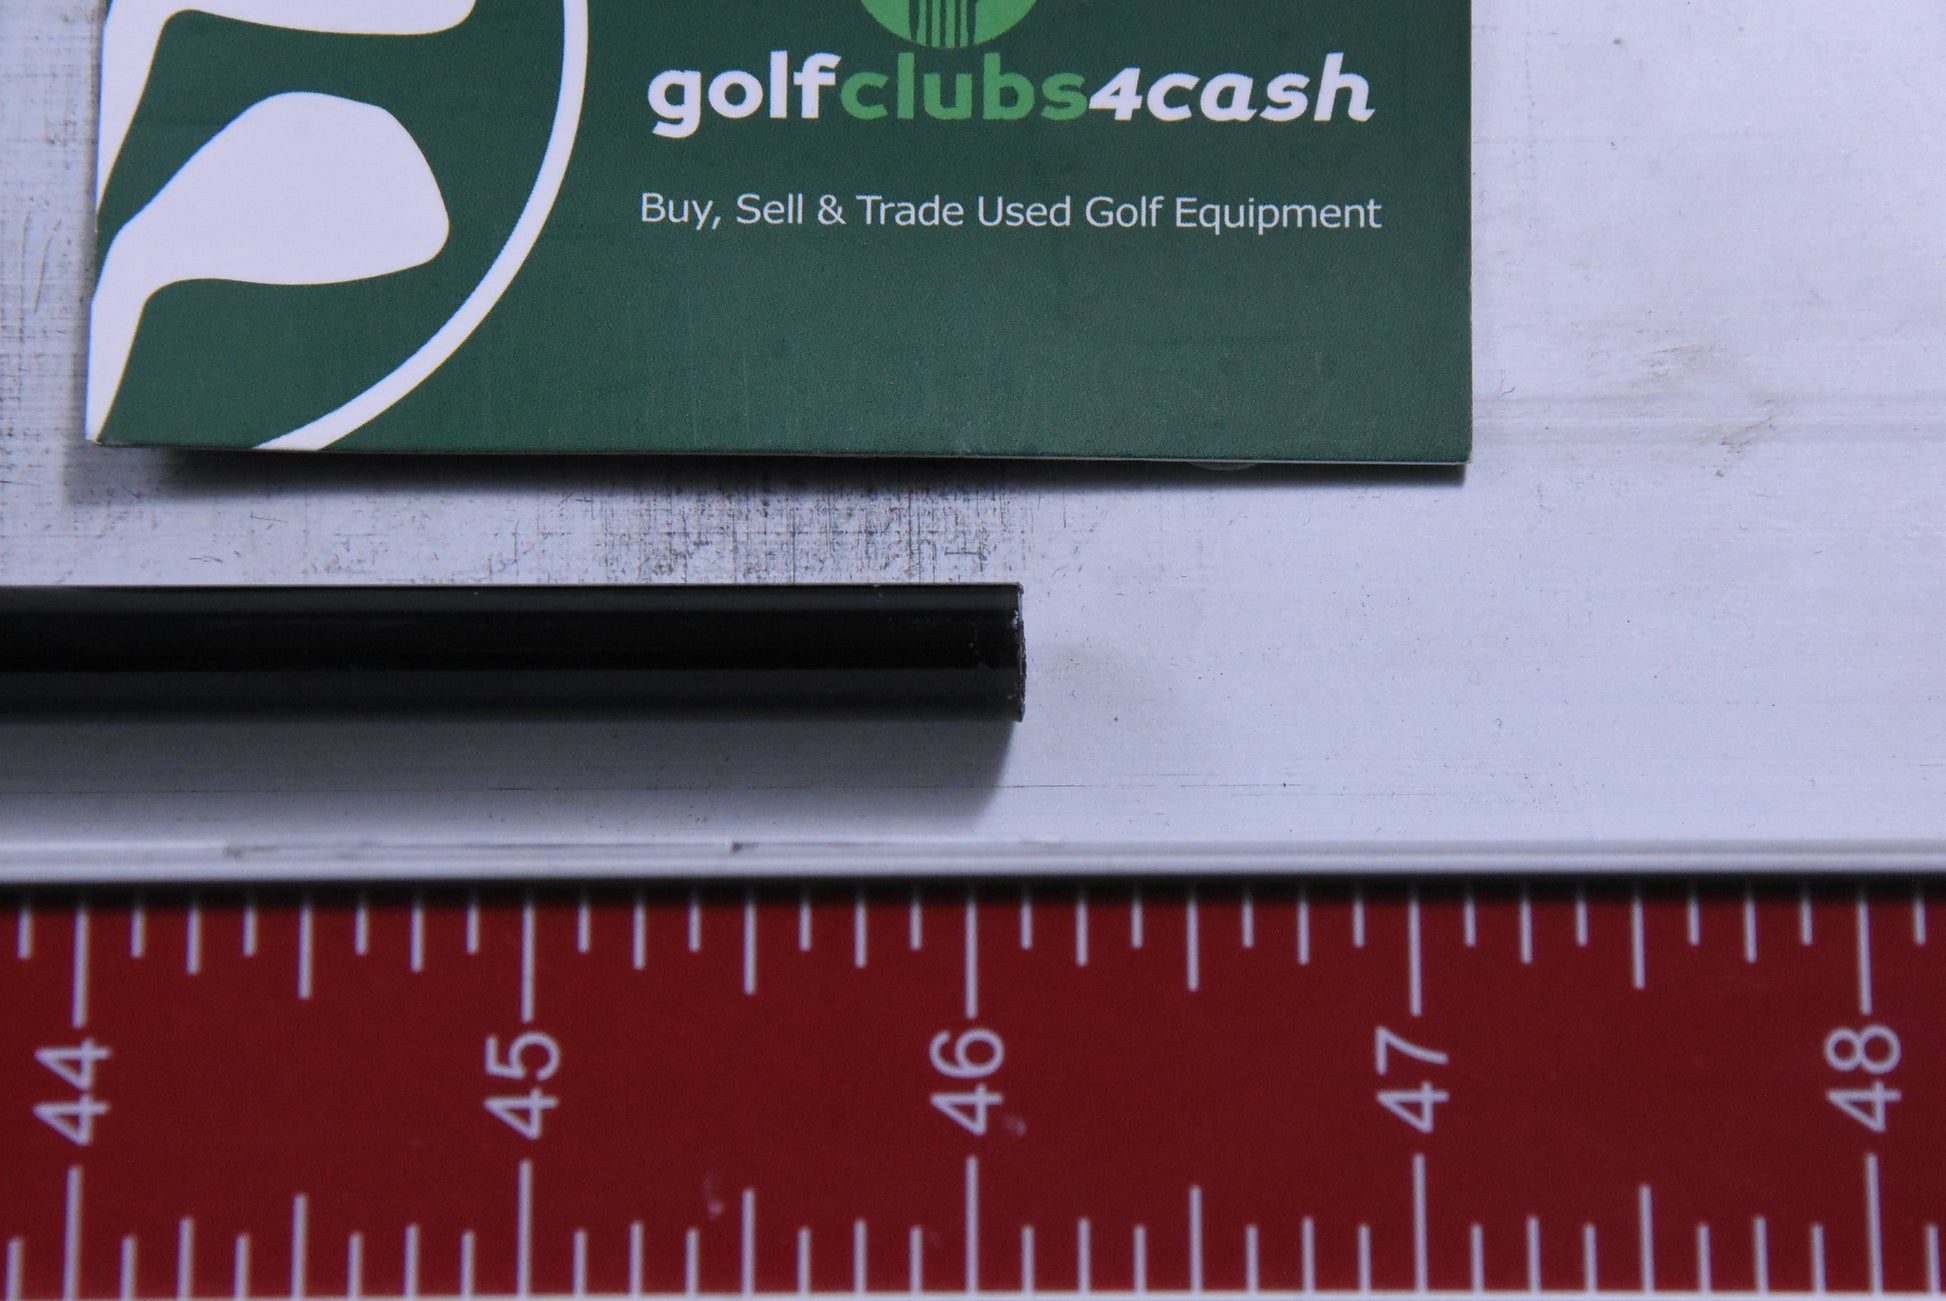 golfclubs4cash
Buy, Sell & Trade Used Golf Equipment
44 45 46 47 48